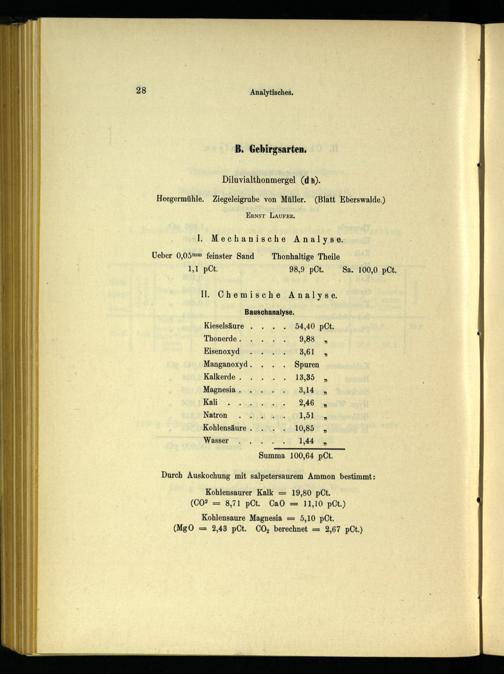 28 Analytisches.
B. Gebirgsarten.
Diluvialthonmergel (dh).
Heegermühle. Ziegeleigrube von Müller. (Blatt Eberswalde.)
Ernst Laufer.
I. Mechanische Analyse.
Ueber 0,05mm feinster Sand Thonhaltige Theile
1,1 pCt. 98,9 pCt. Sa. 100,0 pCt.
II. Chemische Analyse.
Bauschanalyse.
Kieselsäure . . . . 54,40 pCt.
Thonerde . . . . . 9,88 „
Eisenoxyd . . . . 3,61 „
Manganoxyd . . . . Spuren
Kalkerde . . . . . 13,35 „
Magnesia . . . . . 3,14 „
Kali . . . . . . 2,46 „
Natron . . . . . 1,51 „
Kohlensäure . . . . 10,85 „
Wasser . . . . . 1,44 „
Summa 100,64 pCt.
Durch Auskochung mit salpetersaurem Ammon bestimmt:
Kohlensaurer Kalk = 19,80 pCt.
(CO² = 8,71 pCt. CaO = 11,10 pCt.)
Kohlensaure Magnesia = 5,10 pCt.
(MgO = 2,43 pCt. CO₂ berechnet = 2,67 pCt.)